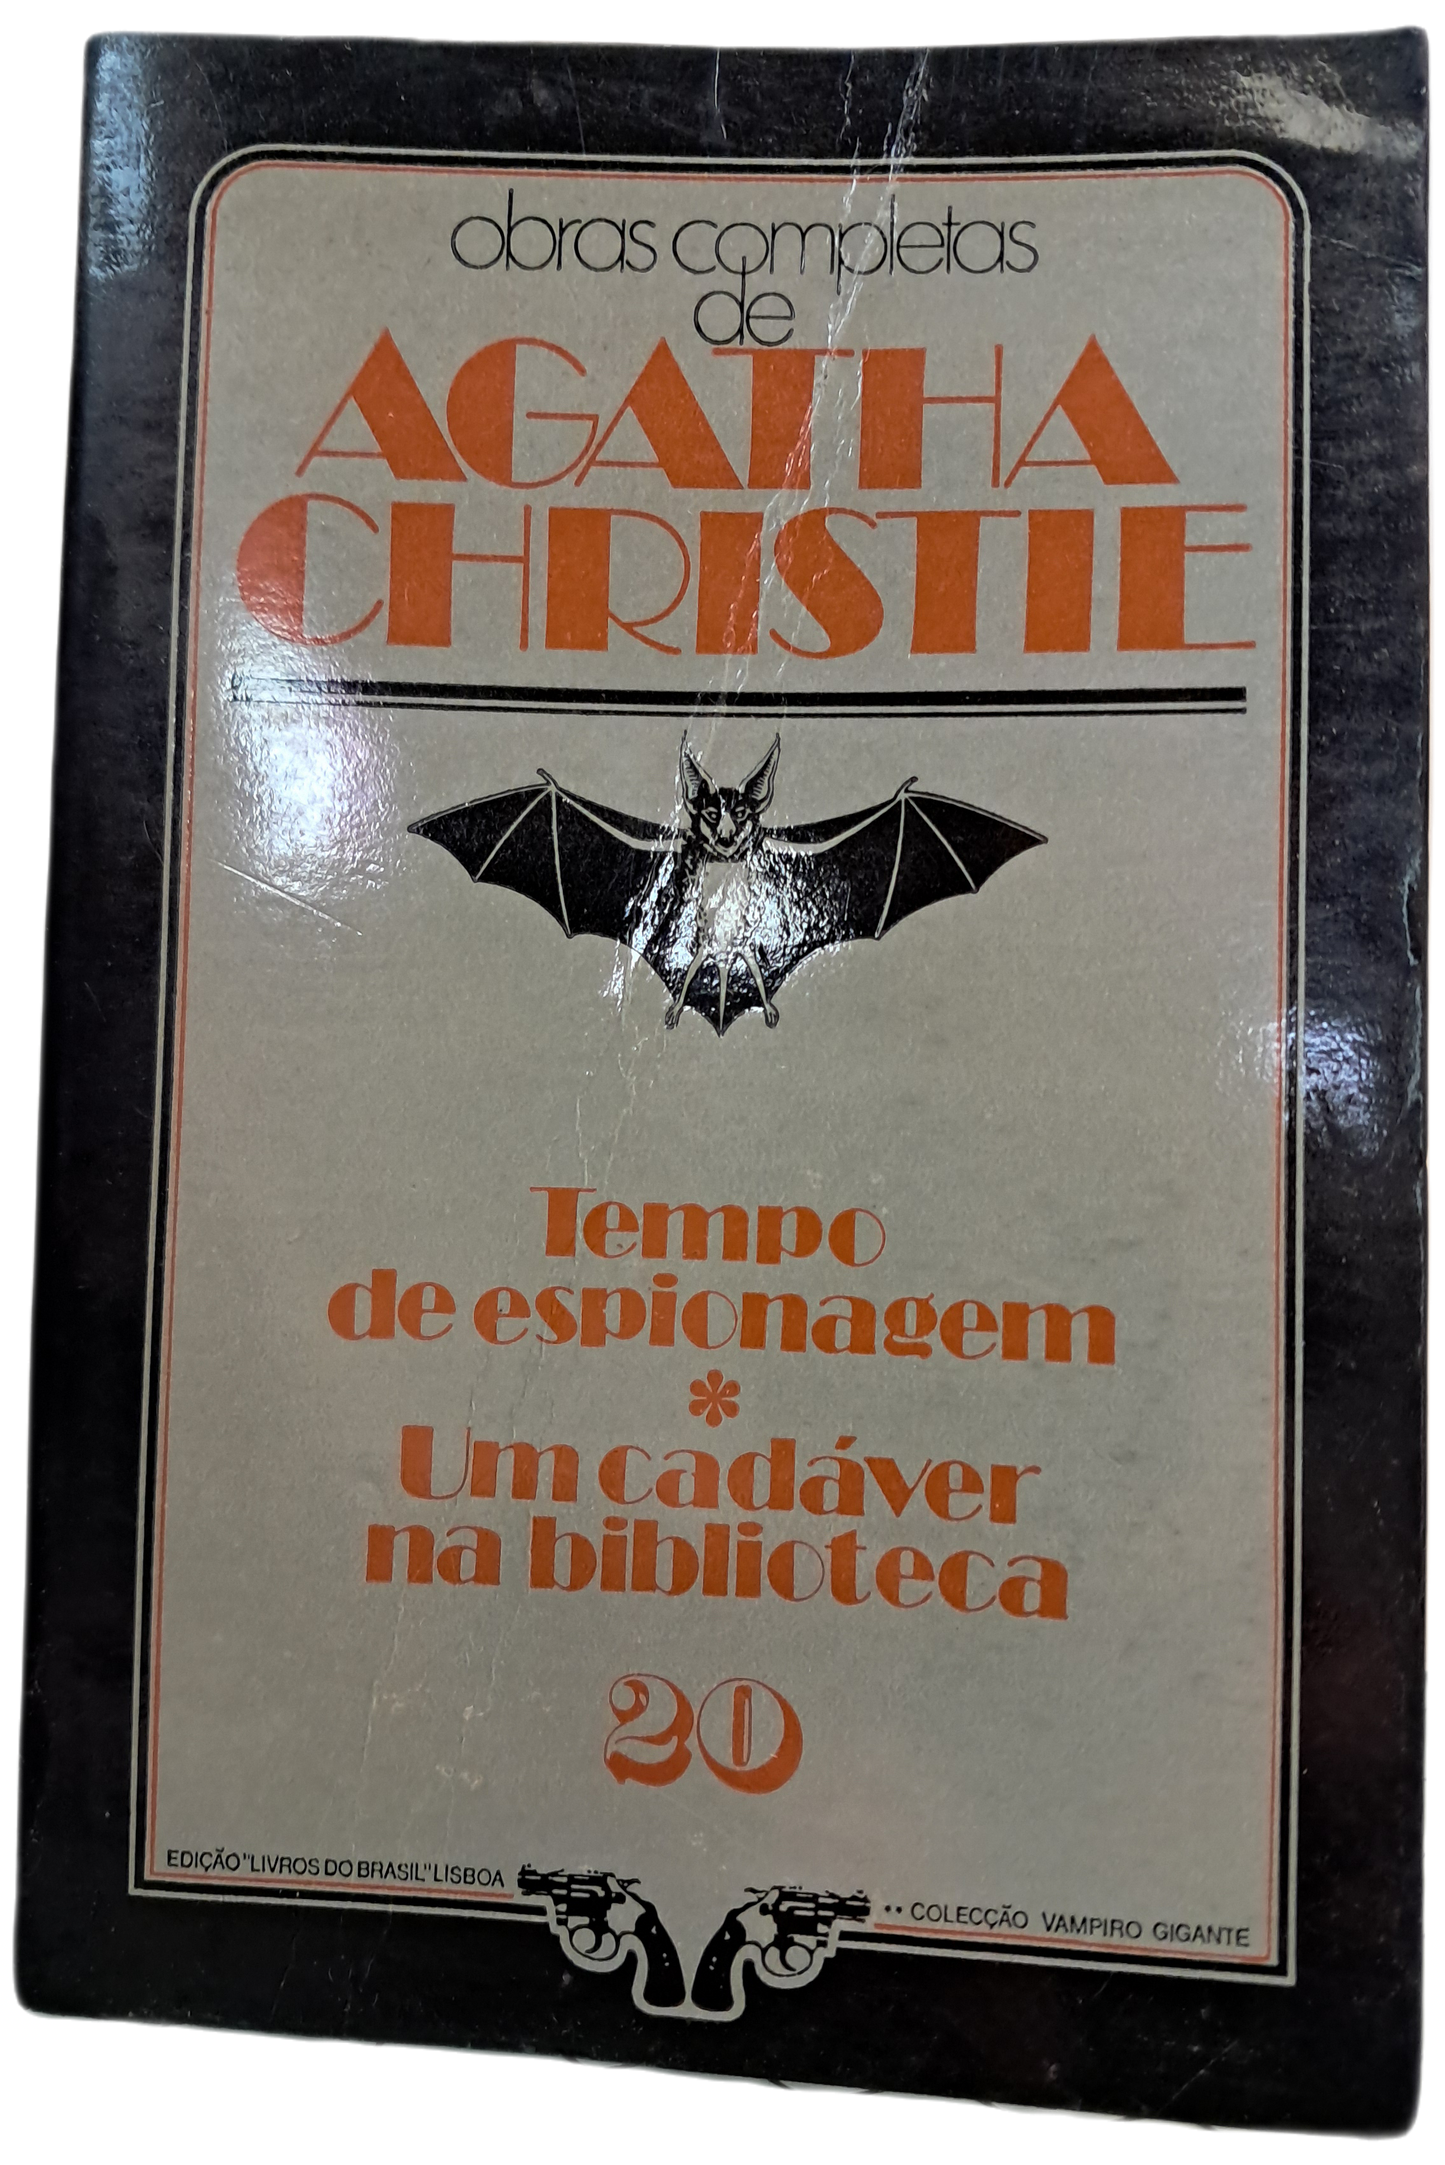 obras completas
de
AGATHA
CHRISTIE
Tempo
de espionagem
*
Um cadáver
na biblioteca
20
EDIÇÃO "LIVROS DO BRASIL" LISBOA
•• COLECÇÃO VAMPIRO GIGANTE